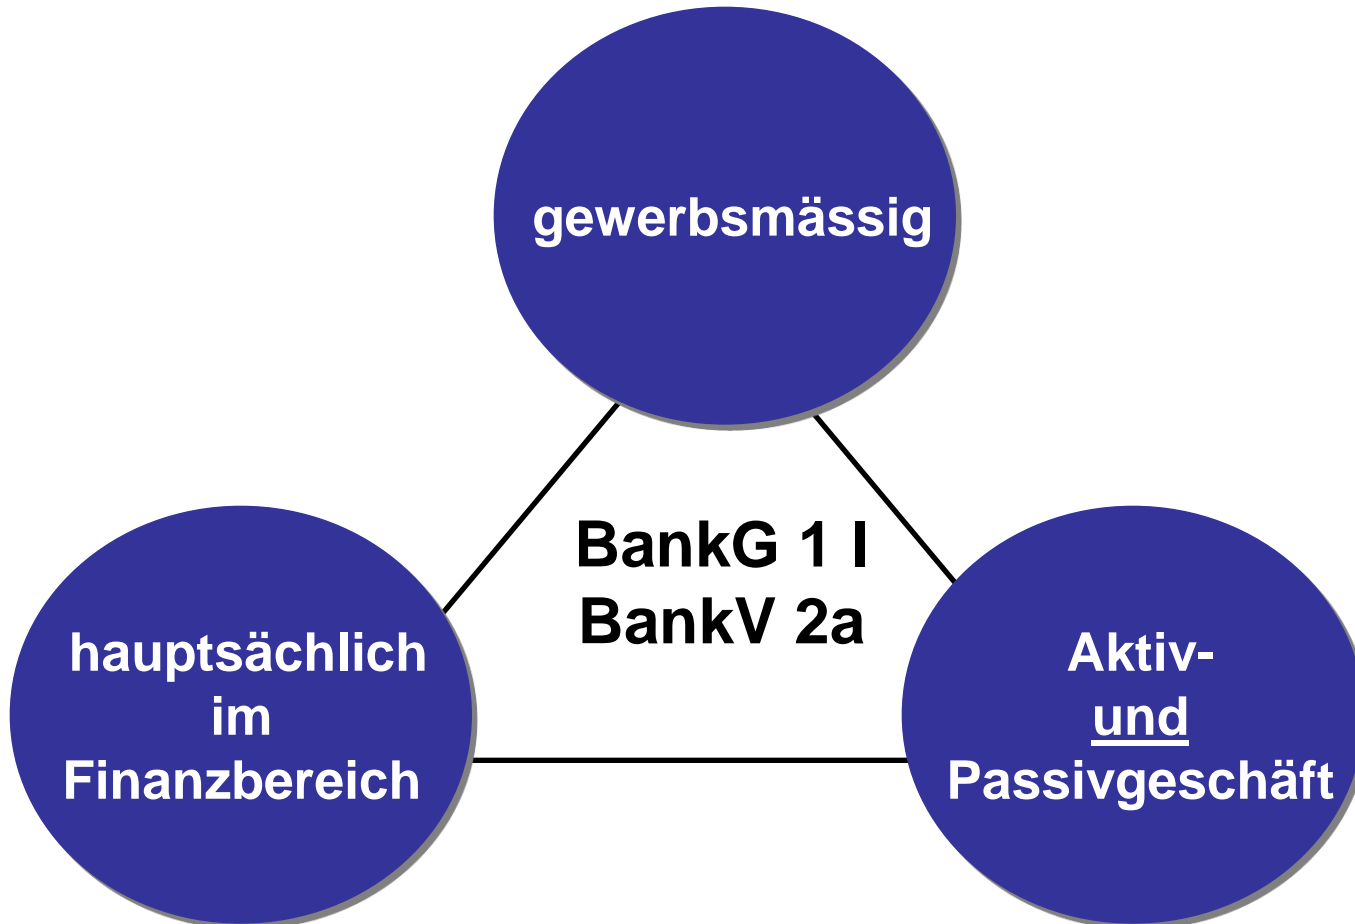 gewerbsmässig
BankG 1 I
BankV 2a
hauptsächlich
im
Finanzbereich
Aktiv-
und
Passivgeschäft